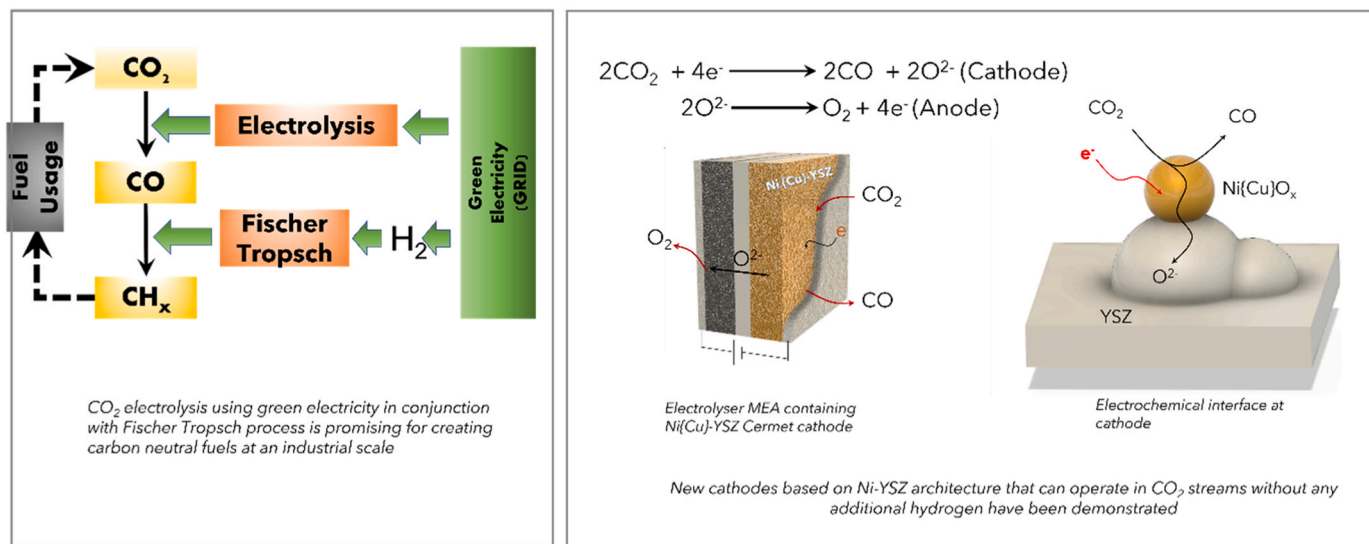 CO₂
Electrolysis
CO
Fischer
Tropsch
H₂
CHₓ
Fuel
Usage
Green
Electricity
(GRID)
CO₂ electrolysis using green electricity in conjunction
with Fischer Tropsch process is promising for creating
carbon neutral fuels at an industrial scale
2CO₂ + 4e⁻ → 2CO + 2O²⁻ (Cathode)
2O²⁻ → O₂ + 4e⁻ (Anode)
Ni{Cu}-YSZ
CO₂
e
O₂
O²⁻
CO
Electrolyser MEA containing
Ni{Cu}-YSZ Cermet cathode
CO₂
CO
e⁻
Ni{Cu}Oₓ
O²⁻
YSZ
Electrochemical interface at
cathode
New cathodes based on Ni-YSZ architecture that can operate in CO₂ streams without any
additional hydrogen have been demonstrated